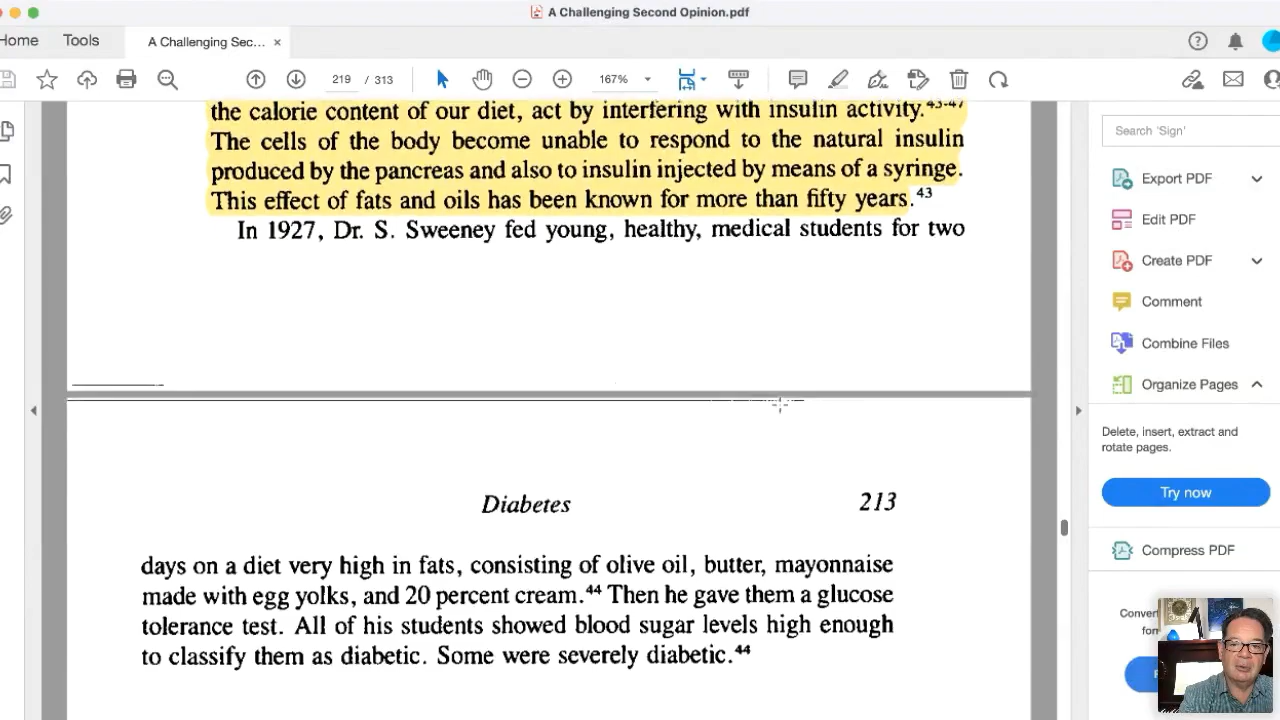 A Challenging Second Opinion.pdf
Home Tools A Challenging Sec... ×
219 / 313 167%
the calorie content of our diet, act by interfering with insulin activity.43-47
The cells of the body become unable to respond to the natural insulin
produced by the pancreas and also to insulin injected by means of a syringe.
This effect of fats and oils has been known for more than fifty years.43
In 1927, Dr. S. Sweeney fed young, healthy, medical students for two
Diabetes 213
days on a diet very high in fats, consisting of olive oil, butter, mayonnaise
made with egg yolks, and 20 percent cream.44 Then he gave them a glucose
tolerance test. All of his students showed blood sugar levels high enough
to classify them as diabetic. Some were severely diabetic.44
Search 'Sign'
Export PDF
Edit PDF
Create PDF
Comment
Combine Files
Organize Pages
Delete, insert, extract and
rotate pages.
Try now
Compress PDF